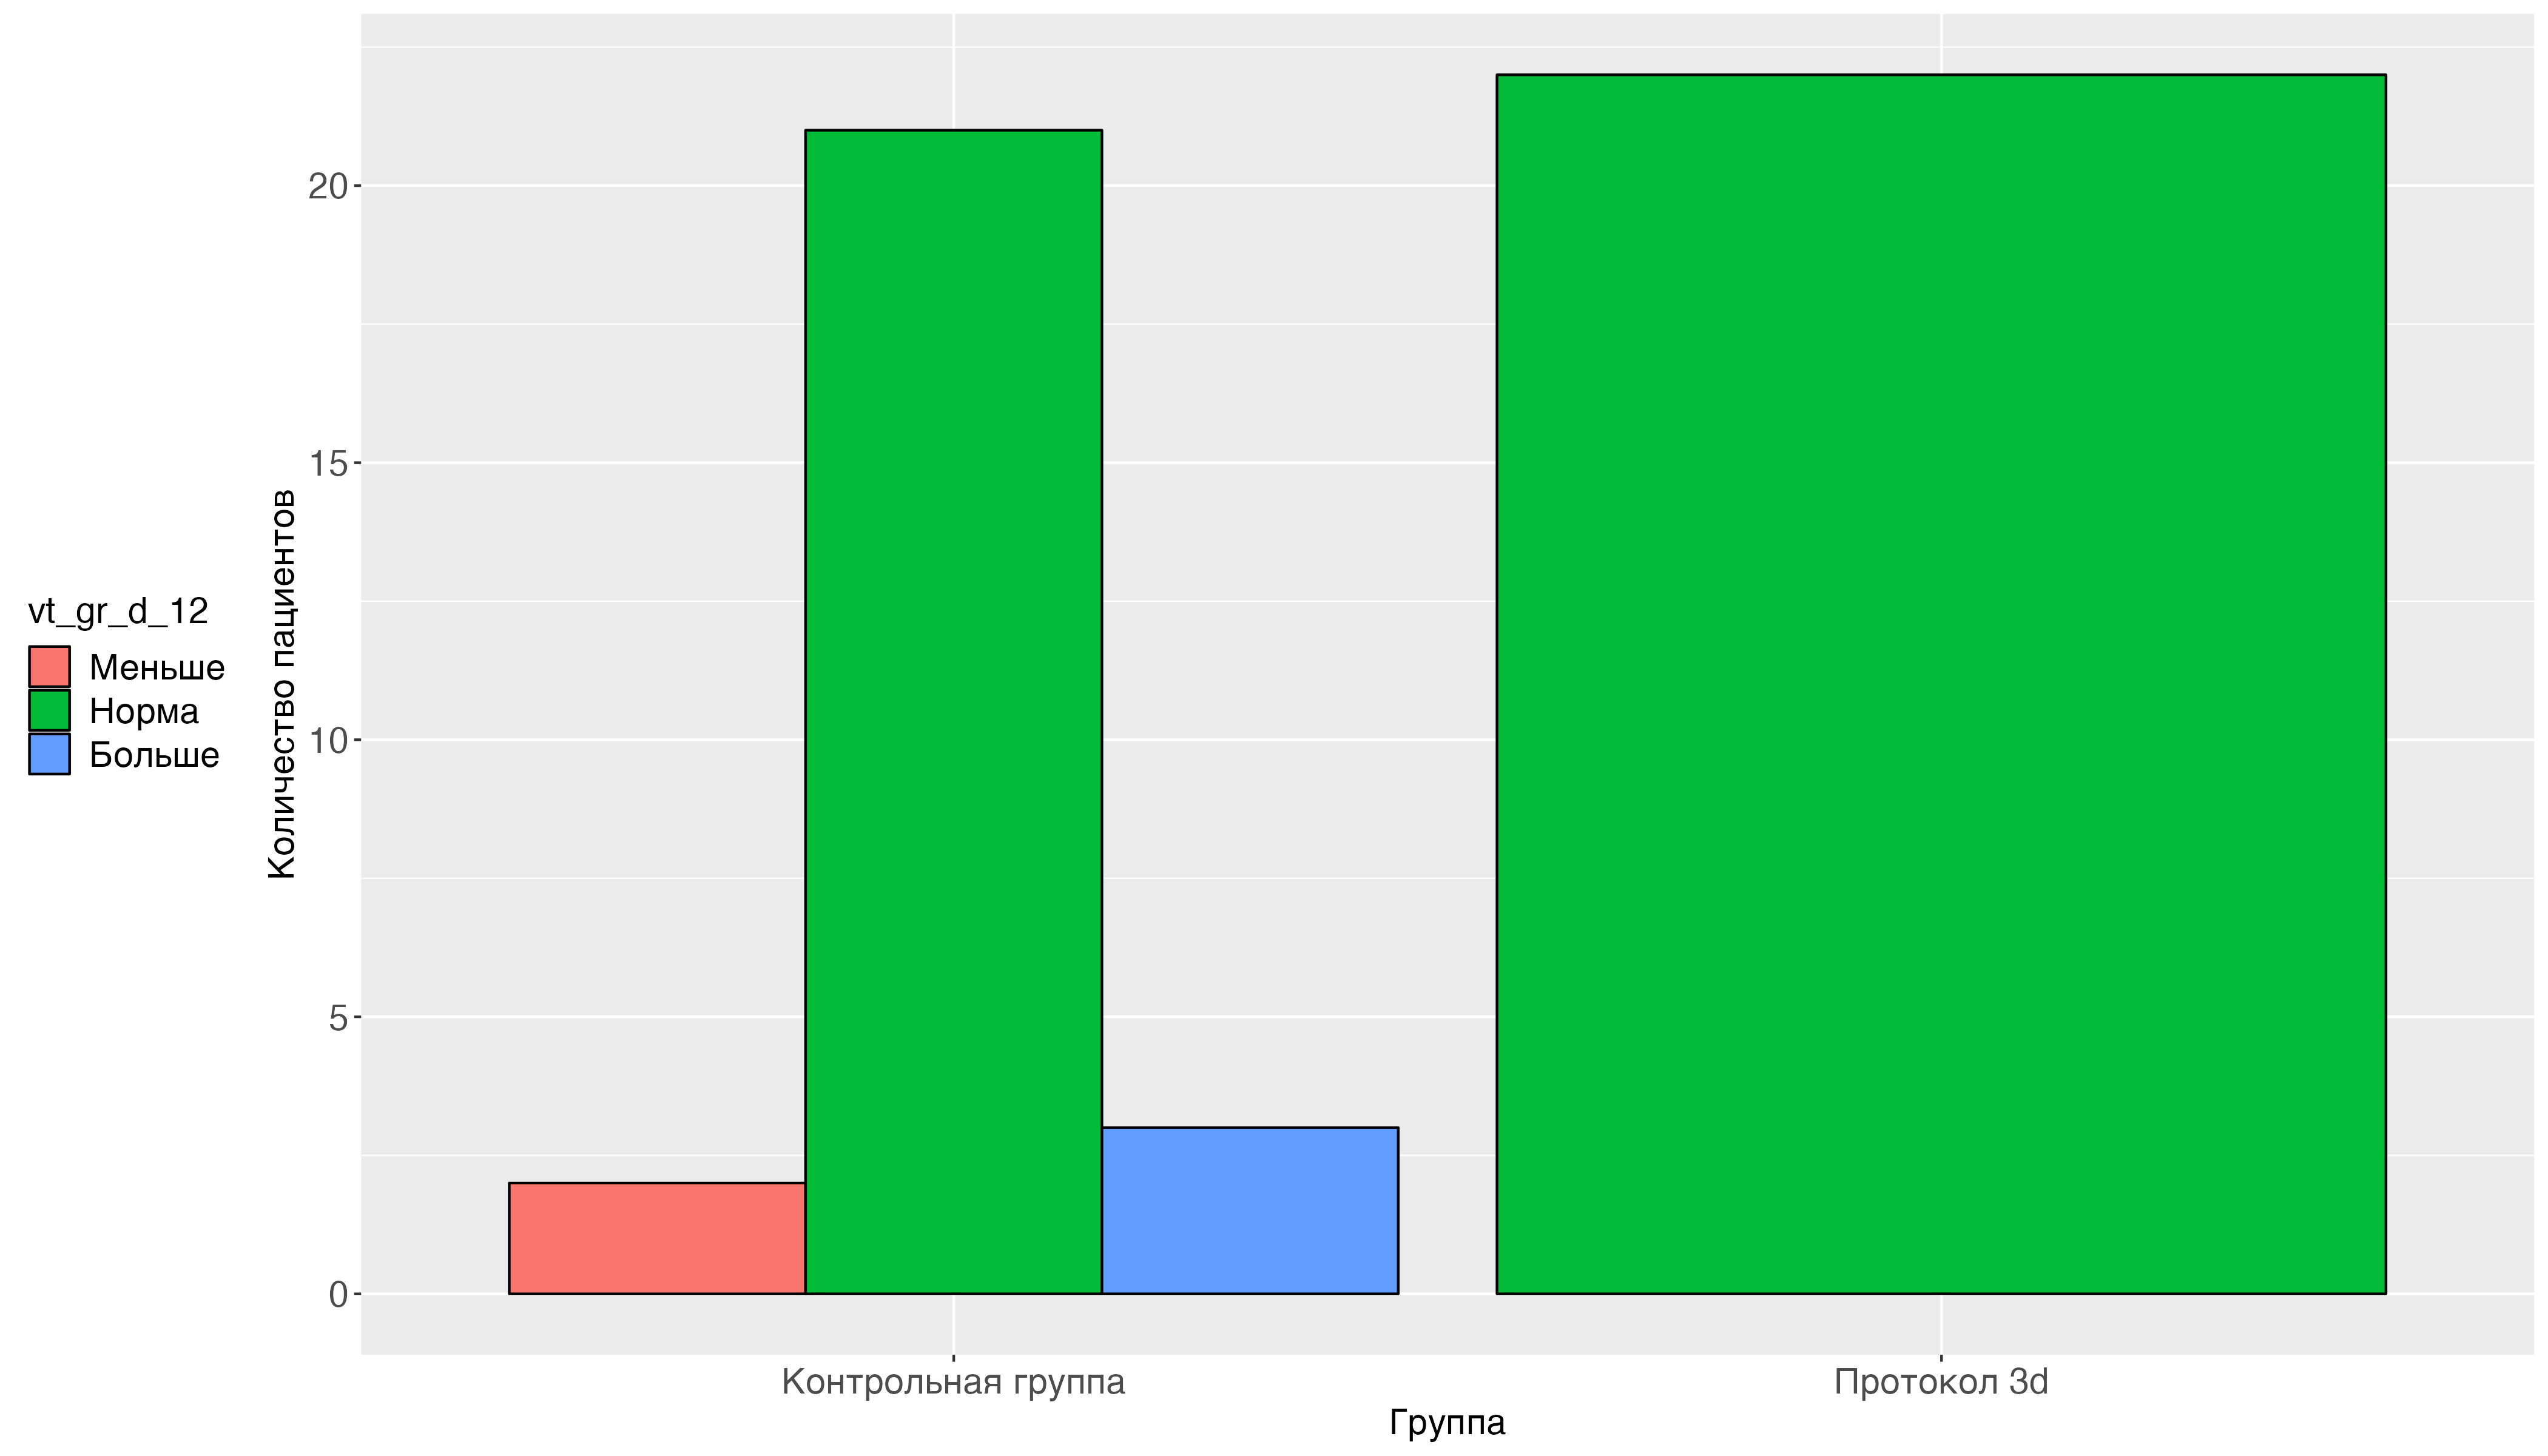 vt_gr_d_12
Меньше
Норма
Больше
Количество пациентов
20
15
10
5
0
Контрольная группа
Протокол 3d
Группа